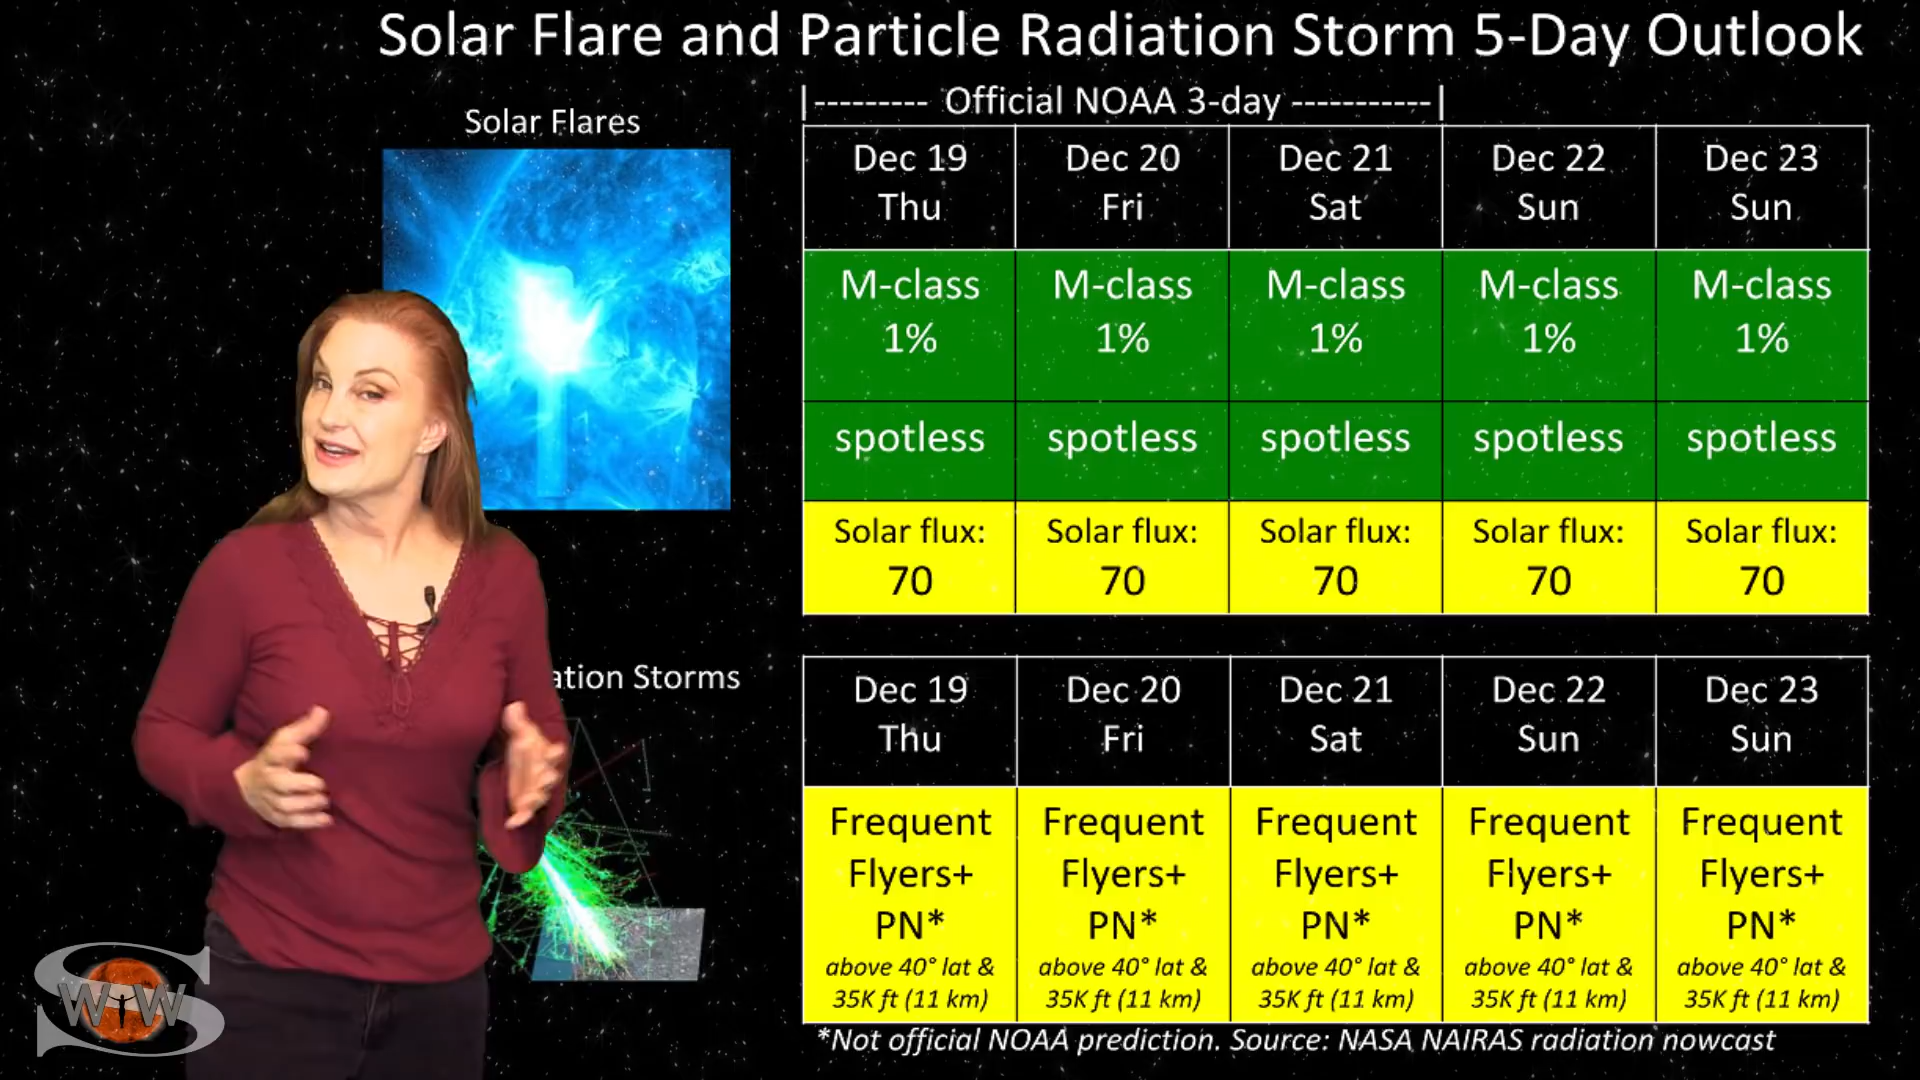 Solar Flare and Particle Radiation Storm 5-Day Outlook
|--------- Official NOAA 3-day -----------|
Solar Flares
Dec 19 Dec 20 Dec 21 Dec 22 Dec 23
Thu Fri Sat Sun Sun
M-class M-class M-class M-class M-class
1% 1% 1% 1% 1%
spotless spotless spotless spotless spotless
Solar flux: Solar flux: Solar flux: Solar flux: Solar flux:
70 70 70 70 70
ation Storms
Dec 19 Dec 20 Dec 21 Dec 22 Dec 23
Thu Fri Sat Sun Sun
Frequent Frequent Frequent Frequent Frequent
Flyers+ Flyers+ Flyers+ Flyers+ Flyers+
PN* PN* PN* PN* PN*
above 40° lat & above 40° lat & above 40° lat & above 40° lat & above 40° lat &
35K ft (11 km) 35K ft (11 km) 35K ft (11 km) 35K ft (11 km) 35K ft (11 km)
*Not official NOAA prediction. Source: NASA NAIRAS radiation nowcast
S
WTW